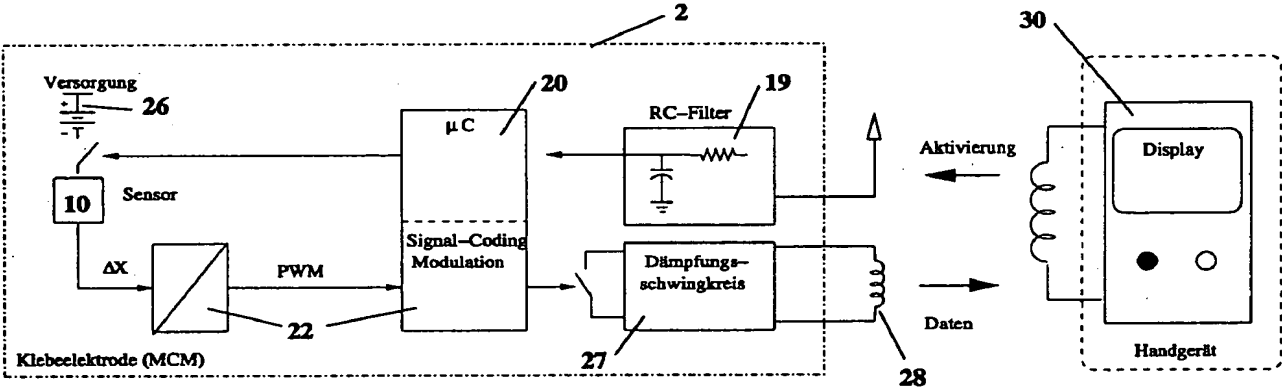 2
30
Versorgung
+
26
-
20
µC
RC-Filter
19
Aktivierung
Display
10
Sensor
Signal-Coding
Modulation
ΔX
PWM
Dämpfungs-
schwingkreis
22
27
28
Daten
Klebeelektrode (MCM)
Handgerät